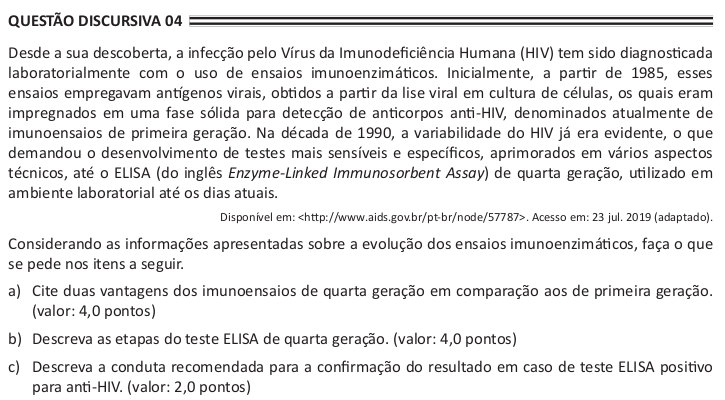 QUESTÃO DISCURSIVA 04
Desde a sua descoberta, a infecção pelo Vírus da Imunodeficiência Humana (HIV) tem sido diagnosticada
laboratorialmente com o uso de ensaios imunoenzimáticos. Inicialmente, a partir de 1985, esses
ensaios empregavam antígenos virais, obtidos a partir da lise viral em cultura de células, os quais eram
impregnados em uma fase sólida para detecção de anticorpos anti-HIV, denominados atualmente de
imunoensaios de primeira geração. Na década de 1990, a variabilidade do HIV já era evidente, o que
demandou o desenvolvimento de testes mais sensíveis e específicos, aprimorados em vários aspectos
técnicos, até o ELISA (do inglês Enzyme-Linked Immunosorbent Assay) de quarta geração, utilizado em
ambiente laboratorial até os dias atuais.
Disponível em: <http://www.aids.gov.br/pt-br/node/57787>. Acesso em: 23 jul. 2019 (adaptado).
Considerando as informações apresentadas sobre a evolução dos ensaios imunoenzimáticos, faça o que
se pede nos itens a seguir.
a) Cite duas vantagens dos imunoensaios de quarta geração em comparação aos de primeira geração.
(valor: 4,0 pontos)
b) Descreva as etapas do teste ELISA de quarta geração. (valor: 4,0 pontos)
c) Descreva a conduta recomendada para a confirmação do resultado em caso de teste ELISA positivo
para anti-HIV. (valor: 2,0 pontos)